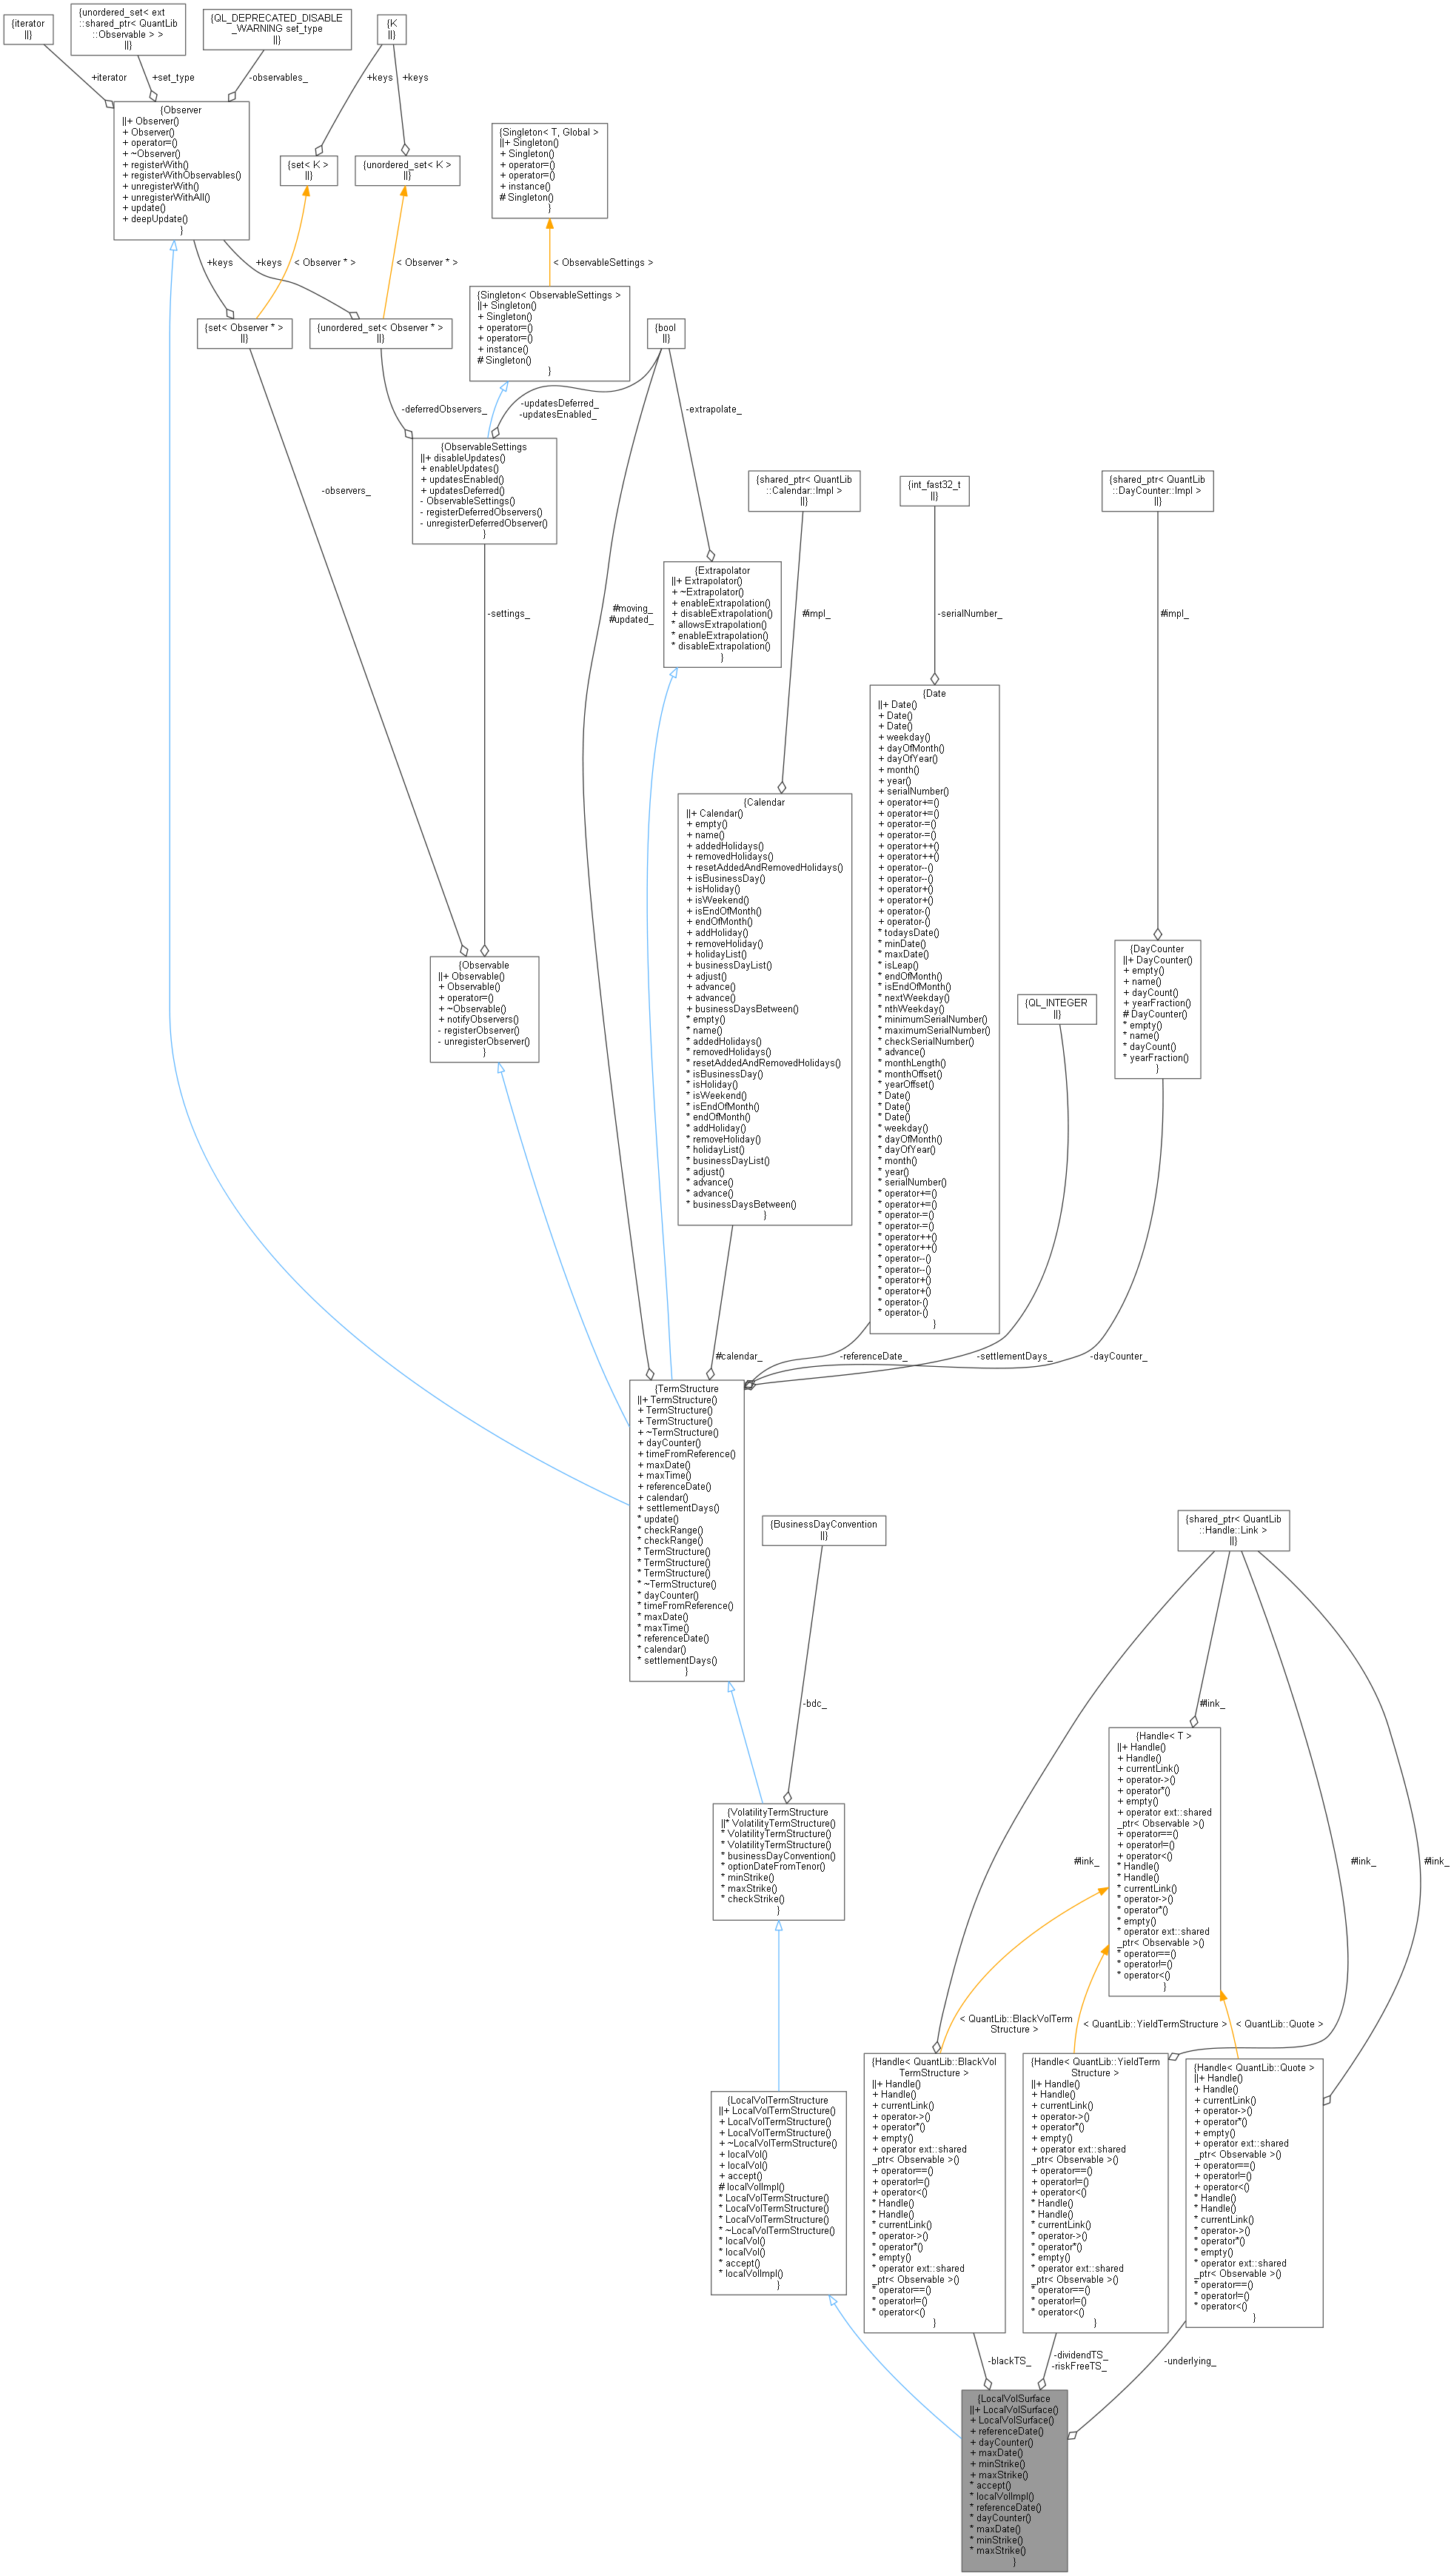 {iterator
||}
{unordered_set< ext
::shared_ptr< QuantLib
::Observable > >
||}
{QL_DEPRECATED_DISABLE
_WARNING set_type
||}
{K
||}
+iterator
+set_type
-observables_
+keys
+keys
{Observer
||+ Observer()
+ Observer()
+ operator=()
+ ~Observer()
+ registerWith()
+ registerWithObservables()
+ unregisterWith()
+ unregisterWithAll()
+ update()
+ deepUpdate()
}
{set< K >
||}
{unordered_set< K >
||}
{Singleton< T, Global >
||+ Singleton()
+ Singleton()
+ operator=()
+ operator=()
+ instance()
# Singleton()
}
+keys
+keys
< Observer * >
< Observer * >
< ObservableSettings >
{set< Observer * >
||}
{unordered_set< Observer * >
||}
{Singleton< ObservableSettings >
||+ Singleton()
+ Singleton()
+ operator=()
+ operator=()
+ instance()
# Singleton()
}
{bool
||}
-deferredObservers_
-updatesDeferred_
-updatesEnabled_
-extrapolate_
{ObservableSettings
||+ disableUpdates()
+ enableUpdates()
+ updatesEnabled()
+ updatesDeferred()
- ObservableSettings()
- registerDeferredObservers()
- unregisterDeferredObserver()
}
-observers_
{shared_ptr< QuantLib
::Calendar::Impl >
||}
{int_fast32_t
||}
{shared_ptr< QuantLib
::DayCounter::Impl >
||}
{Extrapolator
||+ Extrapolator()
+ ~Extrapolator()
+ enableExtrapolation()
+ disableExtrapolation()
* allowsExtrapolation()
* enableExtrapolation()
* disableExtrapolation()
}
-settings_
#moving_
#updated_
#impl_
-serialNumber_
#impl_
{Date
||+ Date()
+ Date()
+ Date()
+ weekday()
+ dayOfMonth()
+ dayOfYear()
+ month()
+ year()
+ serialNumber()
+ operator+=()
+ operator+=()
+ operator-=()
+ operator-=()
+ operator++()
+ operator++()
+ operator--()
+ operator--()
+ operator+()
+ operator+()
+ operator-()
+ operator-()
* todaysDate()
* minDate()
* maxDate()
* isLeap()
* endOfMonth()
* isEndOfMonth()
* nextWeekday()
* nthWeekday()
* minimumSerialNumber()
* maximumSerialNumber()
* checkSerialNumber()
* advance()
* monthLength()
* monthOffset()
* yearOffset()
* Date()
* Date()
* Date()
* weekday()
* dayOfMonth()
* dayOfYear()
* month()
* year()
* serialNumber()
* operator+=()
* operator+=()
* operator-=()
* operator-=()
* operator++()
* operator++()
* operator--()
* operator--()
* operator+()
* operator+()
* operator-()
* operator-()
}
{Calendar
||+ Calendar()
+ empty()
+ name()
+ addedHolidays()
+ removedHolidays()
+ resetAddedAndRemovedHolidays()
+ isBusinessDay()
+ isHoliday()
+ isWeekend()
+ isEndOfMonth()
+ endOfMonth()
+ addHoliday()
+ removeHoliday()
+ holidayList()
+ businessDayList()
+ adjust()
+ advance()
+ advance()
+ businessDaysBetween()
* empty()
* name()
* addedHolidays()
* removedHolidays()
* resetAddedAndRemovedHolidays()
* isBusinessDay()
* isHoliday()
* isWeekend()
* isEndOfMonth()
* endOfMonth()
* addHoliday()
* removeHoliday()
* holidayList()
* businessDayList()
* adjust()
* advance()
* advance()
* businessDaysBetween()
}
{Observable
||+ Observable()
+ Observable()
+ operator=()
+ ~Observable()
+ notifyObservers()
- registerObserver()
- unregisterObserver()
}
{QL_INTEGER
||}
{DayCounter
||+ DayCounter()
+ empty()
+ name()
+ dayCount()
+ yearFraction()
# DayCounter()
* empty()
* name()
* dayCount()
* yearFraction()
}
#calendar_
-referenceDate_
-settlementDays_
-dayCounter_
{TermStructure
||+ TermStructure()
+ TermStructure()
+ TermStructure()
+ ~TermStructure()
+ dayCounter()
+ timeFromReference()
+ maxDate()
+ maxTime()
+ referenceDate()
+ calendar()
+ settlementDays()
* update()
* checkRange()
* checkRange()
* TermStructure()
* TermStructure()
* TermStructure()
* ~TermStructure()
* dayCounter()
* timeFromReference()
* maxDate()
* maxTime()
* referenceDate()
* calendar()
* settlementDays()
}
{BusinessDayConvention
||}
{shared_ptr< QuantLib
::Handle::Link >
||}
-bdc_
#link_
{Handle< T >
||+ Handle()
+ Handle()
+ currentLink()
+ operator->()
+ operator*()
+ empty()
+ operator ext::shared
_ptr< Observable >()
+ operator==()
+ operator!=()
+ operator<()
* Handle()
* Handle()
* currentLink()
* operator->()
* operator*()
* empty()
* operator ext::shared
_ptr< Observable >()
* operator==()
* operator!=()
* operator<()
}
{VolatilityTermStructure
||* VolatilityTermStructure()
* VolatilityTermStructure()
* VolatilityTermStructure()
* businessDayConvention()
* optionDateFromTenor()
* minStrike()
* maxStrike()
* checkStrike()
}
#link_
#link_
#link_
< QuantLib::BlackVolTerm
Structure >
< QuantLib::YieldTermStructure >
< QuantLib::Quote >
{LocalVolTermStructure
||+ LocalVolTermStructure()
+ LocalVolTermStructure()
+ LocalVolTermStructure()
+ ~LocalVolTermStructure()
+ localVol()
+ localVol()
+ accept()
# localVolImpl()
* LocalVolTermStructure()
* LocalVolTermStructure()
* LocalVolTermStructure()
* ~LocalVolTermStructure()
* localVol()
* localVol()
* accept()
* localVolImpl()
}
{Handle< QuantLib::BlackVol
TermStructure >
||+ Handle()
+ Handle()
+ currentLink()
+ operator->()
+ operator*()
+ empty()
+ operator ext::shared
_ptr< Observable >()
+ operator==()
+ operator!=()
+ operator<()
* Handle()
* Handle()
* currentLink()
* operator->()
* operator*()
* empty()
* operator ext::shared
_ptr< Observable >()
* operator==()
* operator!=()
* operator<()
}
{Handle< QuantLib::YieldTerm
Structure >
||+ Handle()
+ Handle()
+ currentLink()
+ operator->()
+ operator*()
+ empty()
+ operator ext::shared
_ptr< Observable >()
+ operator==()
+ operator!=()
+ operator<()
* Handle()
* Handle()
* currentLink()
* operator->()
* operator*()
* empty()
* operator ext::shared
_ptr< Observable >()
* operator==()
* operator!=()
* operator<()
}
{Handle< QuantLib::Quote >
||+ Handle()
+ Handle()
+ currentLink()
+ operator->()
+ operator*()
+ empty()
+ operator ext::shared
_ptr< Observable >()
+ operator==()
+ operator!=()
+ operator<()
* Handle()
* Handle()
* currentLink()
* operator->()
* operator*()
* empty()
* operator ext::shared
_ptr< Observable >()
* operator==()
* operator!=()
* operator<()
}
-blackTS_
-dividendTS_
-riskFreeTS_
-underlying_
{LocalVolSurface
||+ LocalVolSurface()
+ LocalVolSurface()
+ referenceDate()
+ dayCounter()
+ maxDate()
+ minStrike()
+ maxStrike()
* accept()
* localVolImpl()
* referenceDate()
* dayCounter()
* maxDate()
* minStrike()
* maxStrike()
}